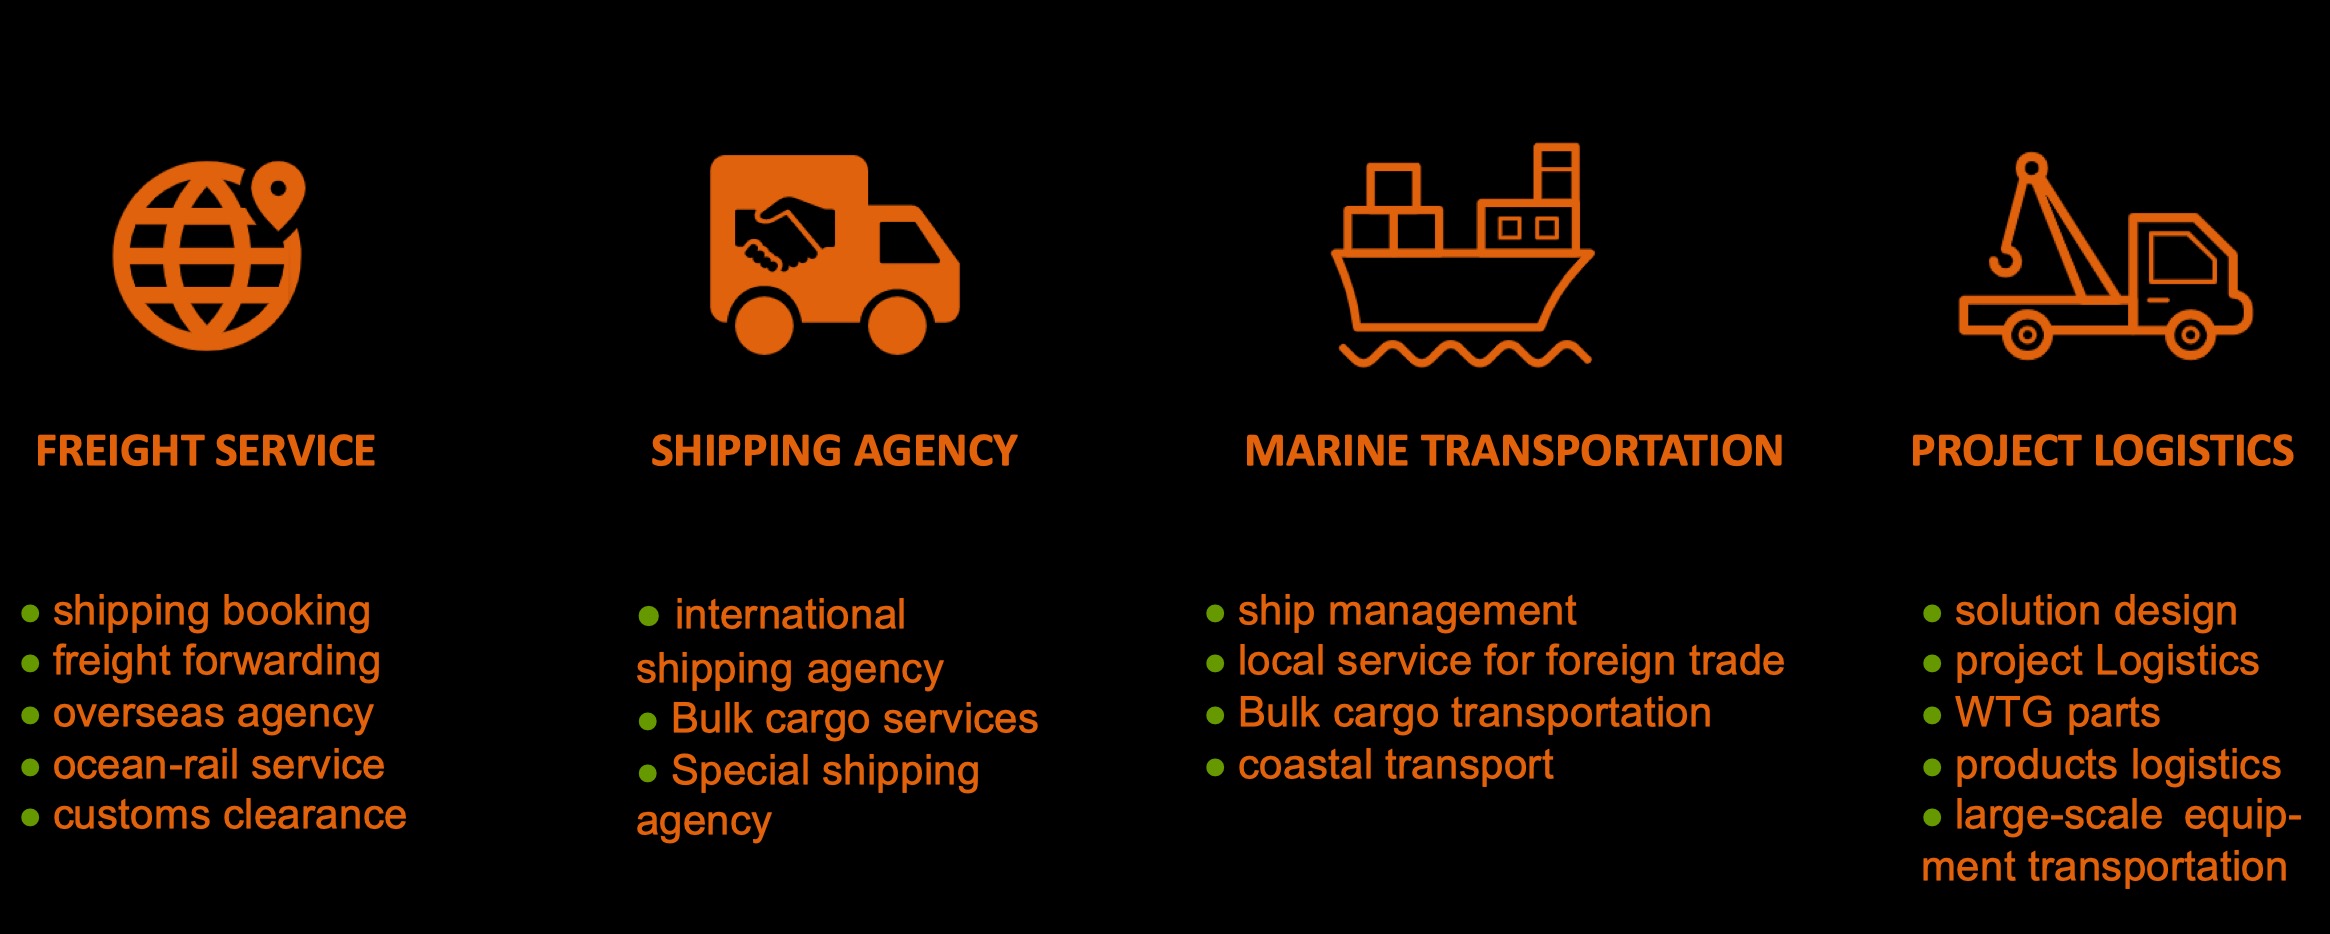 FREIGHT SERVICE
● shipping booking
● freight forwarding
● overseas agency
● ocean-rail service
● customs clearance
SHIPPING AGENCY
● international
shipping agency
● Bulk cargo services
● Special shipping
agency
MARINE TRANSPORTATION
● ship management
● local service for foreign trade
● Bulk cargo transportation
● coastal transport
PROJECT LOGISTICS
● solution design
● project Logistics
● WTG parts
● products logistics
● large-scale equip-
ment transportation